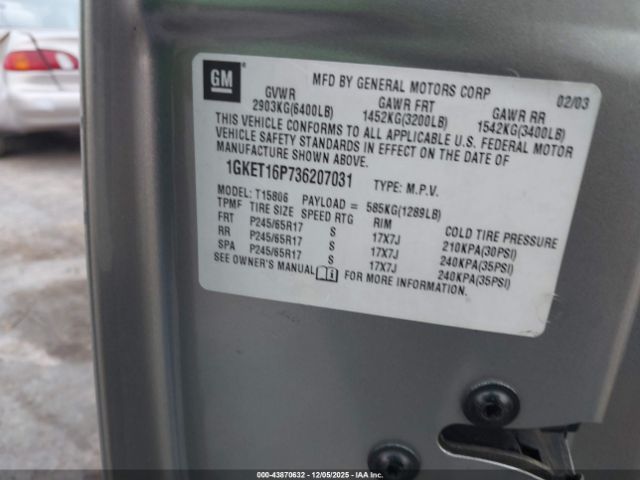 GM
MFD BY GENERAL MOTORS CORP
02/03
GVWR GAWR FRT GAWR RR
2903KG(6400LB) 1452KG(3200LB) 1542KG(3400LB)
THIS VEHICLE CONFORMS TO ALL APPLICABLE U.S. FEDERAL MOTOR
VEHICLE SAFETY STANDARDS IN EFFECT ON THE DATE OF
MANUFACTURE SHOWN ABOVE.
1GKET16P736207031 TYPE: M.P.V.
MODEL: T15806 PAYLOAD = 585KG(1289LB)
TPMF TIRE SIZE SPEED RTG RIM COLD TIRE PRESSURE
FRT P245/65R17 S 17X7J 210KPA(30PSI)
RR P245/65R17 S 17X7J 240KPA(35PSI)
SPA P245/65R17 S 17X7J 240KPA(35PSI)
SEE OWNER'S MANUAL FOR MORE INFORMATION.
00-43870632 - 12/05/2025 - IAA Inc.